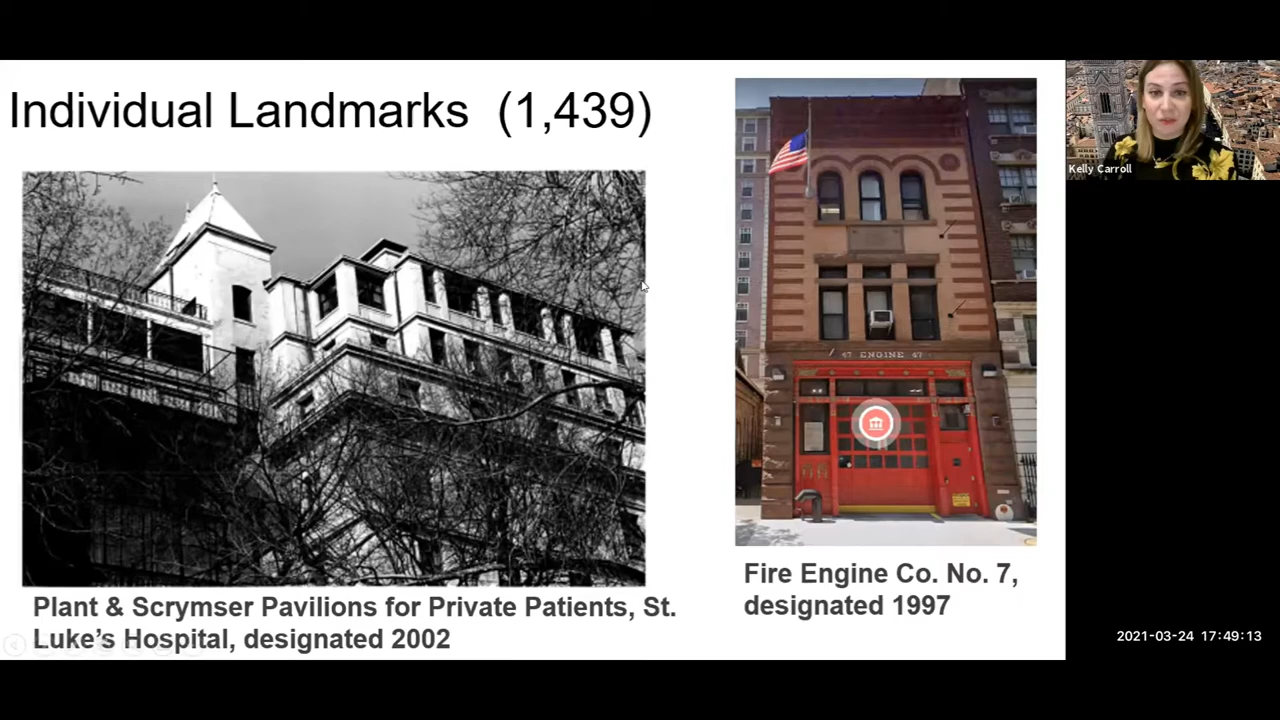 Individual Landmarks (1,439)
Kelly Carroll
47 ENGINE 47
Plant & Scrymser Pavilions for Private Patients, St.
Luke's Hospital, designated 2002
Fire Engine Co. No. 7,
designated 1997
2021-03-24 17:49:13